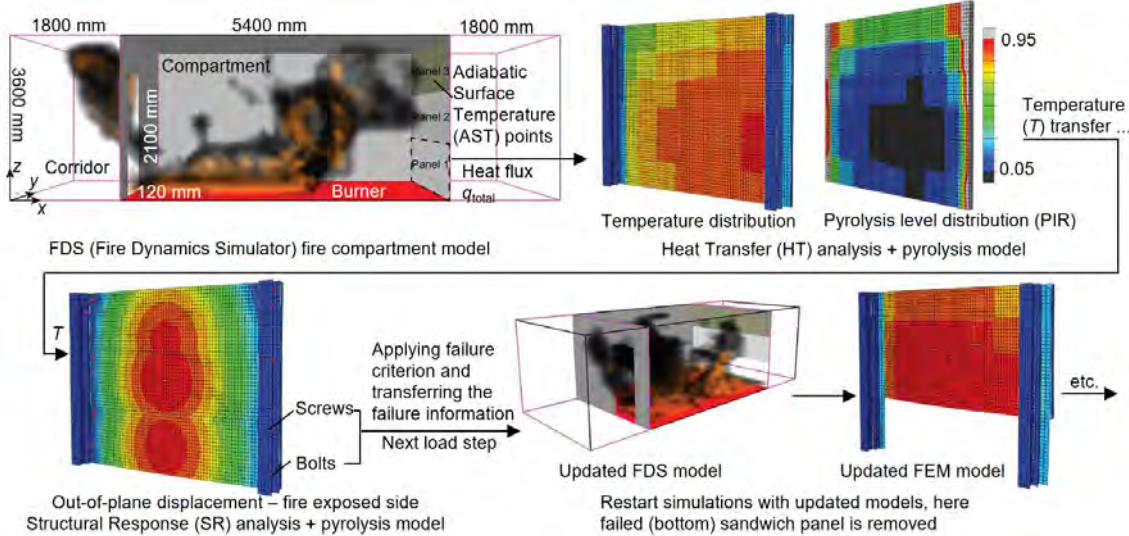 1800 mm
5400 mm
1800 mm
3600 mm
Compartment
2100 mm
Corridor
120 mm
Burner
z
y
x
Panel 3
Panel 2
Panel 1
Adiabatic
Surface
Temperature
(AST) points
Heat flux
qtotal
FDS (Fire Dynamics Simulator) fire compartment model
0.95
0.05
Temperature
(T) transfer ...
Temperature distribution
Pyrolysis level distribution (PIR)
Heat Transfer (HT) analysis + pyrolysis model
T
Screws
Bolts
Out-of-plane displacement – fire exposed side
Structural Response (SR) analysis + pyrolysis model
Applying failure
criterion and
transferring the
failure information
Next load step
Updated FDS model
Updated FEM model
etc.
Restart simulations with updated models, here
failed (bottom) sandwich panel is removed